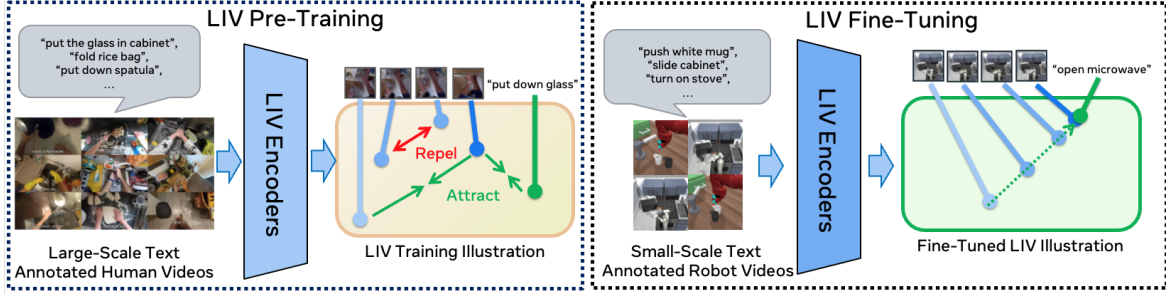 LIV Pre-Training
“put the glass in cabinet”,
“fold rice bag”,
“put down spatula”,
...
LIV Encoders
“put down glass”
Repel
Attract
Large-Scale Text
Annotated Human Videos
LIV Training Illustration
LIV Fine-Tuning
“push white mug”,
“slide cabinet”,
“turn on stove”,
...
LIV Encoders
“open microwave”
Small-Scale Text
Annotated Robot Videos
Fine-Tuned LIV Illustration